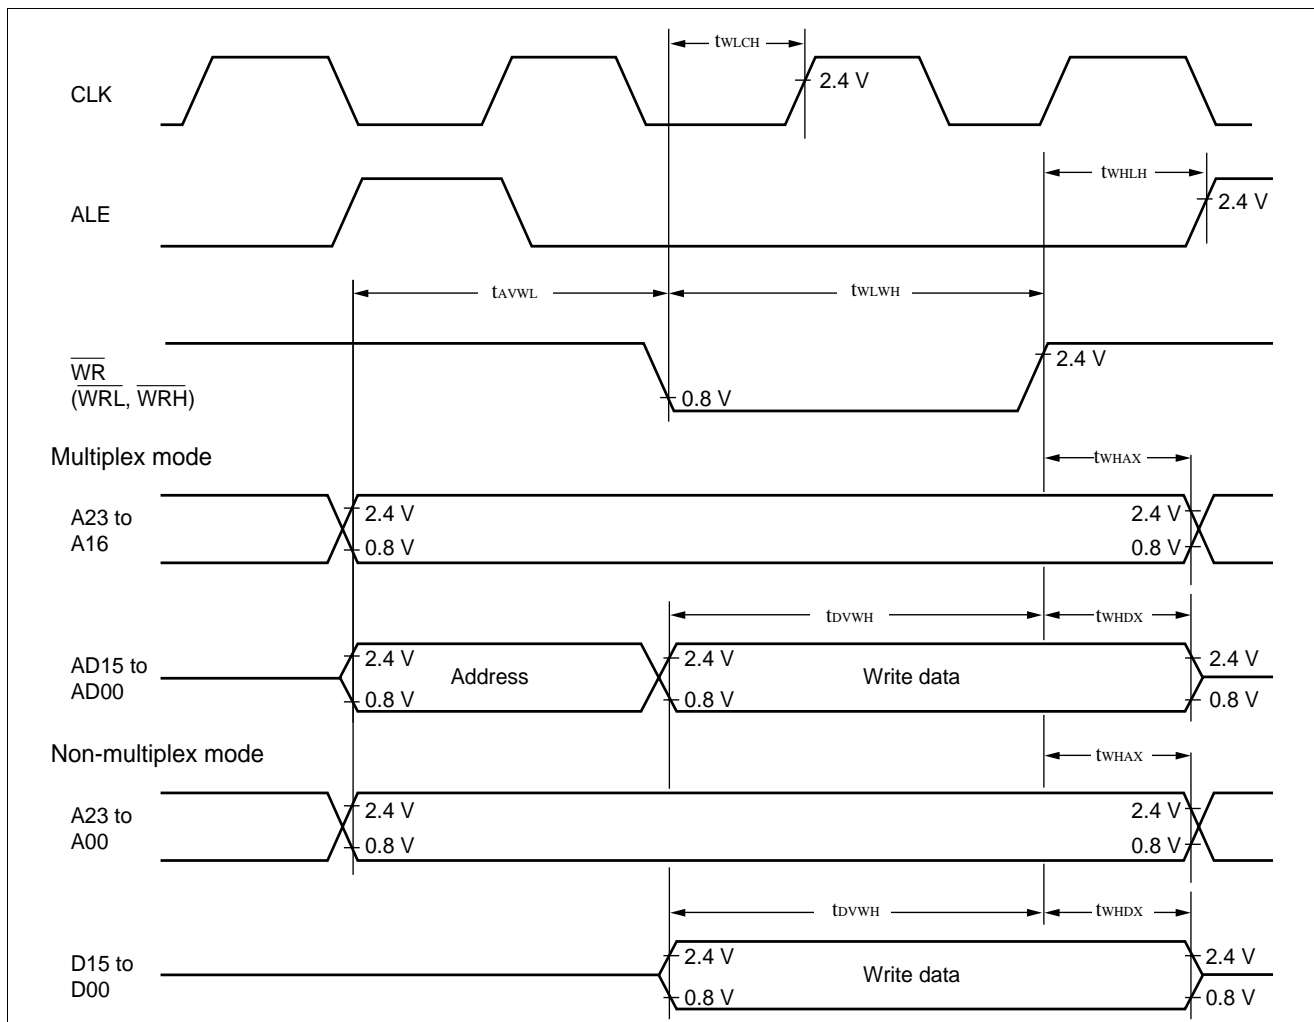 tWLCH
CLK
2.4 V
tWHLH
ALE
2.4 V
tAVWL
tWLWH
WR
(WRL, WRH)
2.4 V
0.8 V
Multiplex mode
tWHAX
A23 to
A16
2.4 V
0.8 V
2.4 V
0.8 V
tDVWH
tWHDX
AD15 to
AD00
2.4 V
0.8 V
Address
2.4 V
0.8 V
Write data
2.4 V
0.8 V
Non-multiplex mode
tWHAX
A23 to
A00
2.4 V
0.8 V
2.4 V
0.8 V
tDVWH
tWHDX
D15 to
D00
2.4 V
0.8 V
Write data
2.4 V
0.8 V